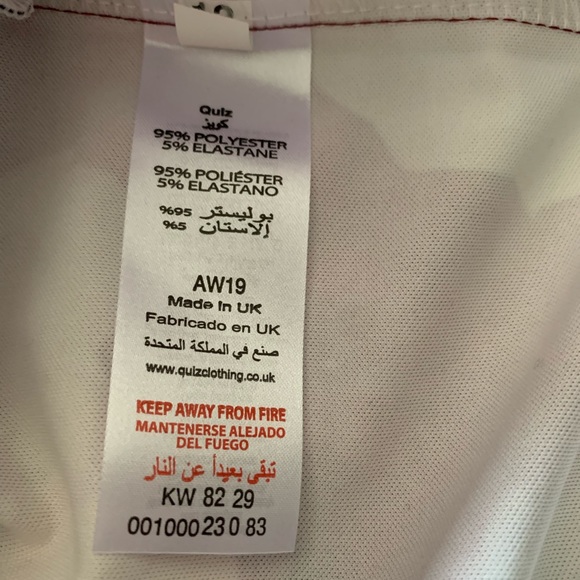 Quiz
كويز
95% POLYESTER
5% ELASTANE
95% POLIÉSTER
5% ELASTANO
بوليستر 95%
إلاستان 5%
AW19
Made in UK
Fabricado en UK
صنع في المملكة المتحدة
www.quizclothing.co.uk
KEEP AWAY FROM FIRE
MANTENERSE ALEJADO
DEL FUEGO
تبقى بعيدأ عن النار
KW 82 29
001000230 83